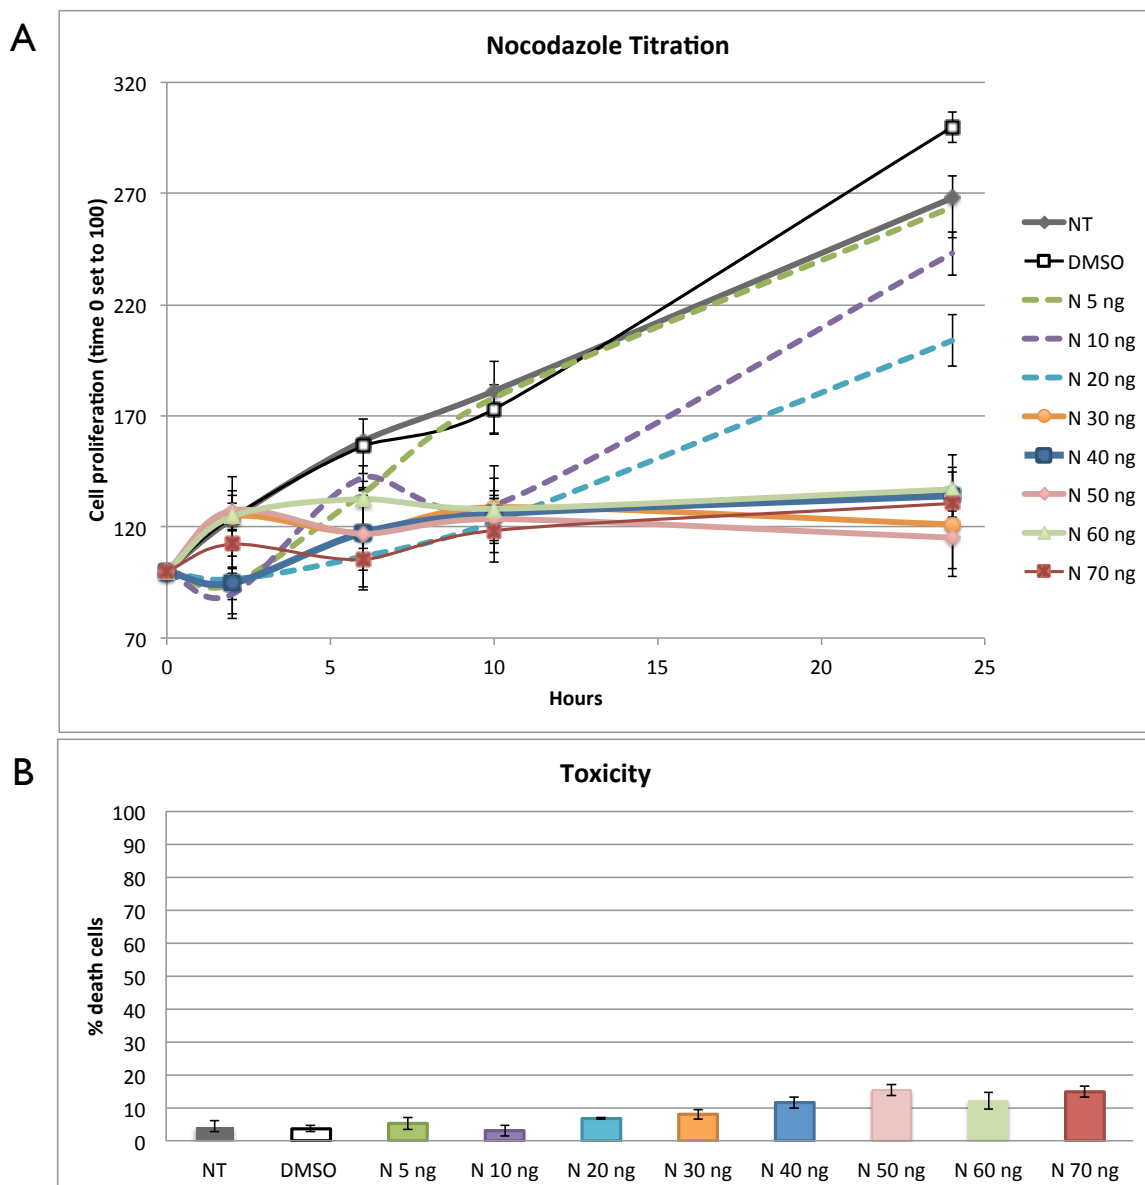 A
Nocodazole Titration
Cell proliferation (time 0 set to 100)
320
270
220
170
120
70
0
5
10
15
20
25
Hours
NT
DMSO
N 5 ng
N 10 ng
N 20 ng
N 30 ng
N 40 ng
N 50 ng
N 60 ng
N 70 ng
B
Toxicity
% death cells
100
90
80
70
60
50
40
30
20
10
0
NT DMSO N 5 ng N 10 ng N 20 ng N 30 ng N 40 ng N 50 ng N 60 ng N 70 ng